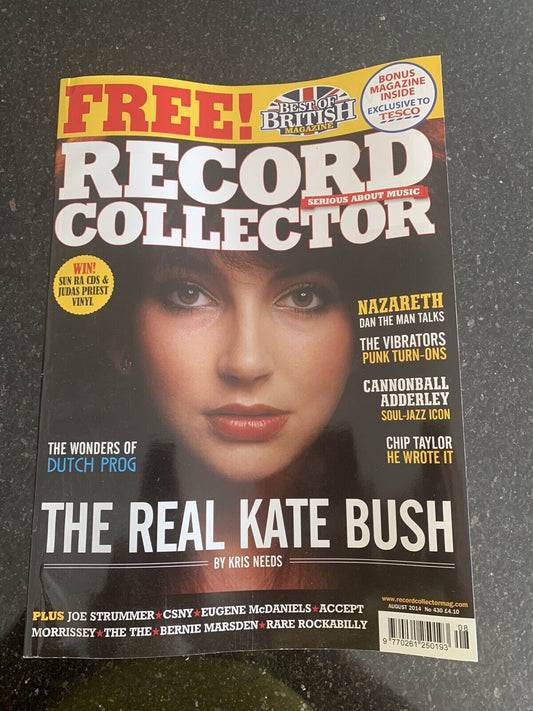 FREE!
BEST OF
BRITISH
MAGAZINE
BONUS
MAGAZINE
INSIDE
EXCLUSIVE TO
TESCO
RECORD
SERIOUS ABOUT MUSIC
COLLECTOR
WIN!
SUN RA CDS &
JUDAS PRIEST
VINYL
NAZARETH
DAN THE MAN TALKS
THE VIBRATORS
PUNK TURN-ONS
CANNONBALL
ADDERLEY
SOUL-JAZZ ICON
CHIP TAYLOR
HE WROTE IT
THE WONDERS OF
DUTCH PROG
THE REAL KATE BUSH
BY KRIS NEEDS
www.recordcollectormag.com
AUGUST 2014 No 430 £4.10
PLUS JOE STRUMMER★CSNY★EUGENE McDANIELS★ACCEPT
MORRISSEY★THE THE★BERNIE MARSDEN★RARE ROCKABILLY
08
9 770261 250193